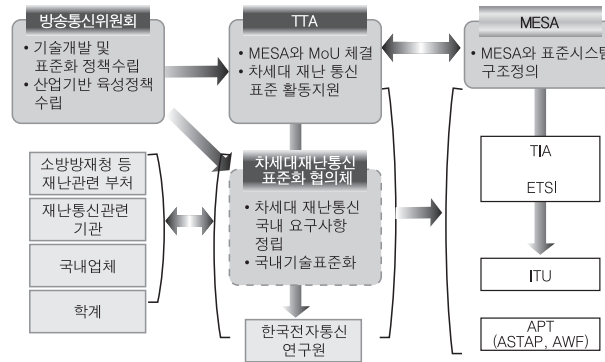 방송통신위원회
• 기술개발 및
표준화 정책수립
• 산업기반 육성정책
수립
TTA
• MESA와 MoU 체결
• 차세대 재난 통신
표준 활동지원
MESA
• MESA와 표준시스템
구조정의
소방방재청 등
재난관련 부처
재난통신관련
기관
국내업체
학계
차세대재난통신
표준화 협의체
• 차세대 재난통신
국내 요구사항
정립
• 국내기술표준화
한국전자통신
연구원
TIA
ETSI
ITU
APT
(ASTAP, AWF)